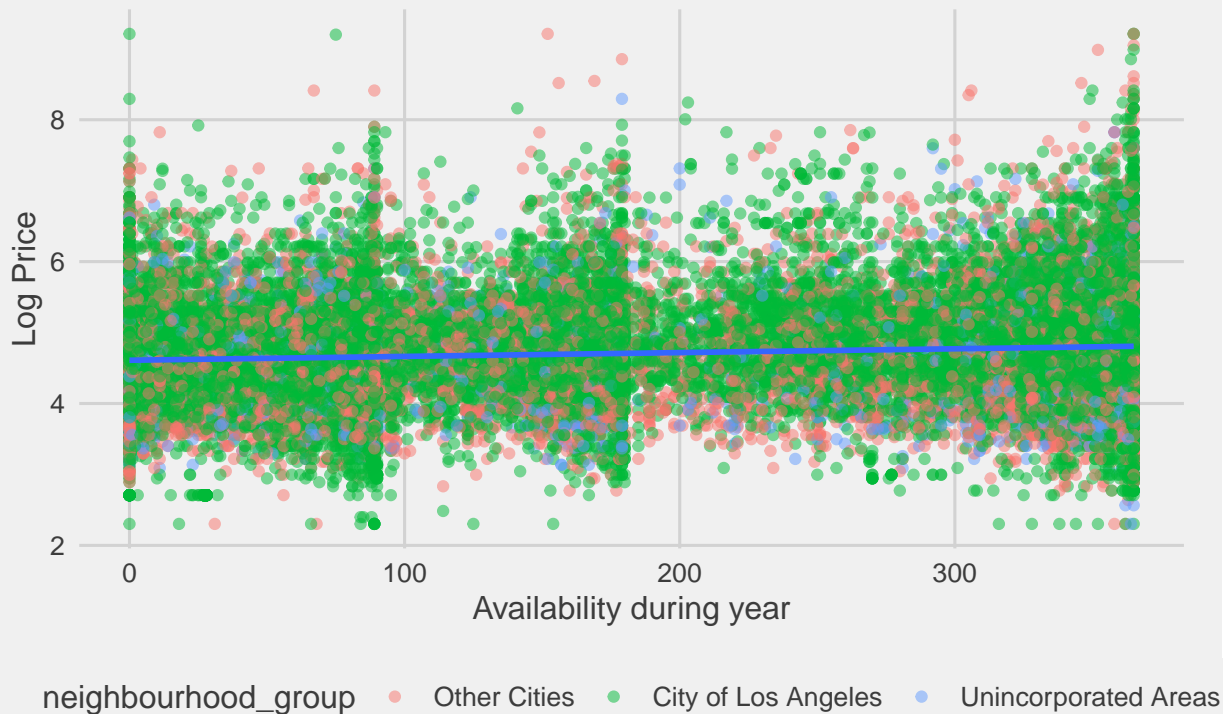 8
6
4
2
Log Price
0 100 200 300
Availability during year
neighbourhood_group Other Cities City of Los Angeles Unincorporated Areas